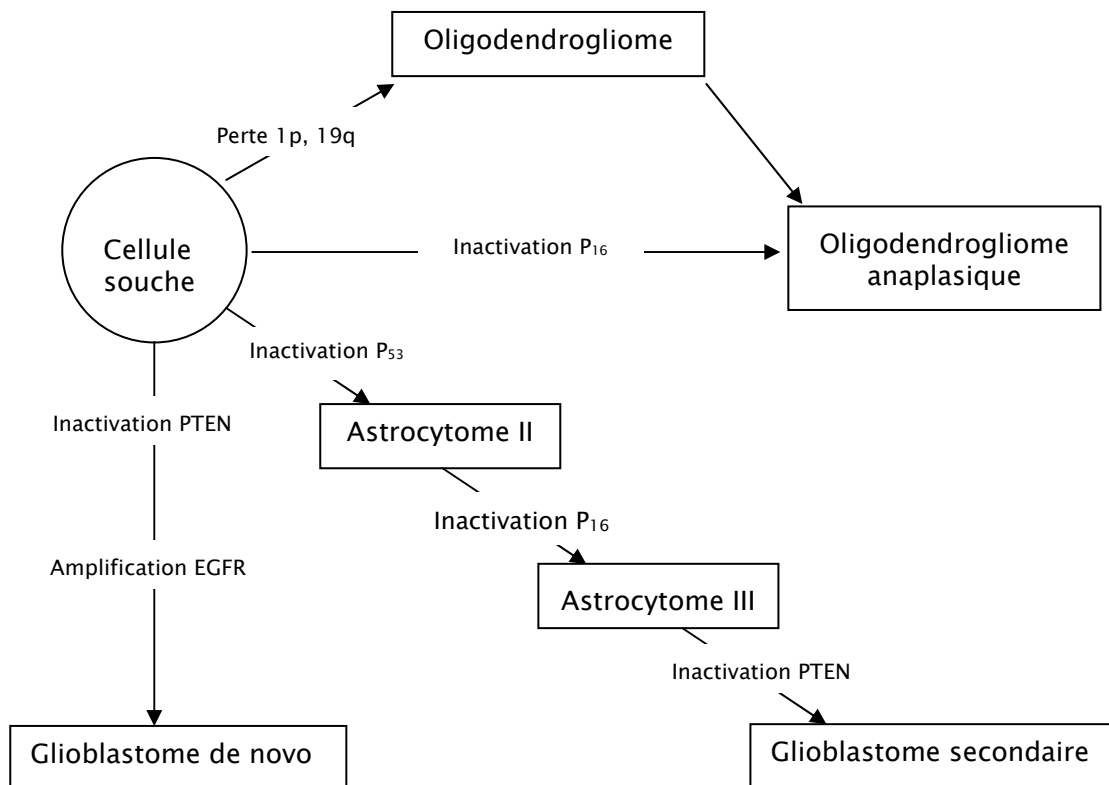 Oligodendrogliome
Perte 1p, 19q
Cellule
souche
Inactivation P₁₆
Oligodendrogliome
anaplasique
Inactivation P₅₃
Inactivation PTEN
Astrocytome II
Inactivation P₁₆
Amplification EGFR
Astrocytome III
Inactivation PTEN
Glioblastome de novo
Glioblastome secondaire